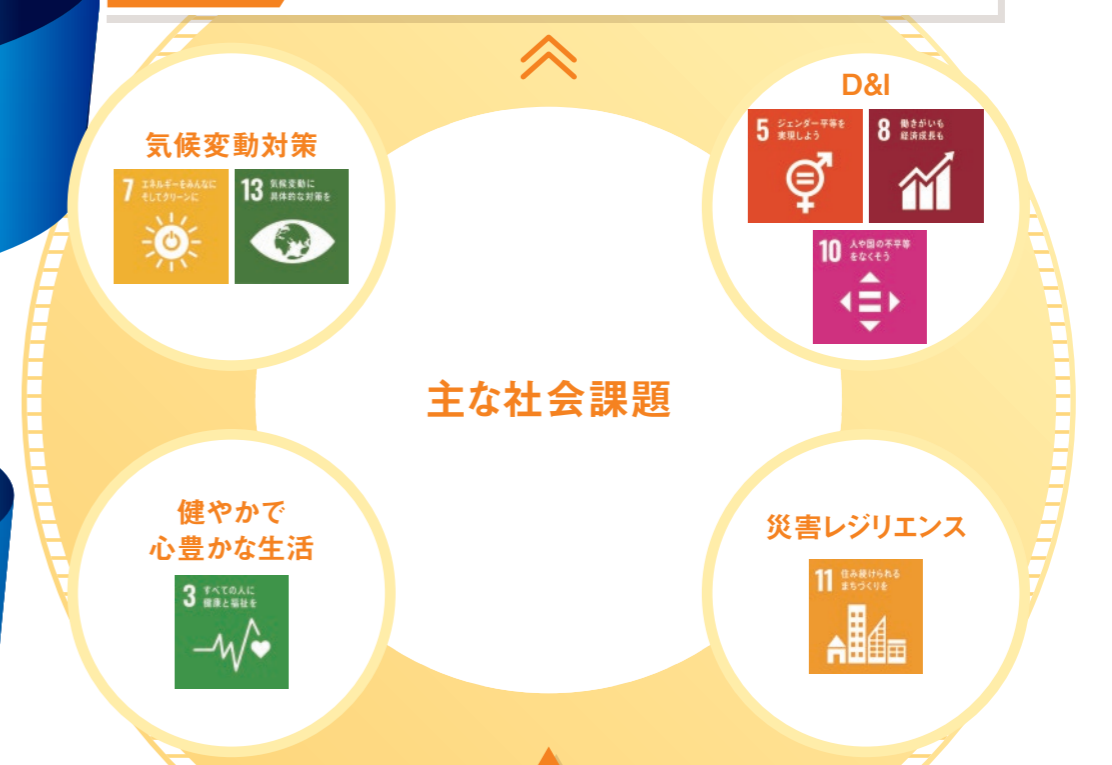 気候変動対策
7 エネルギーをみんなに
そしてクリーンに
13 気候変動に
具体的な対策を
D&I
5 ジェンダー平等を
実現しよう
8 働きがいも
経済成長も
10 人や国の不平等
をなくそう
主な社会課題
健やかで
心豊かな生活
3 すべての人に
健康と福祉を
災害レジリエンス
11 住み続けられる
まちづくりを